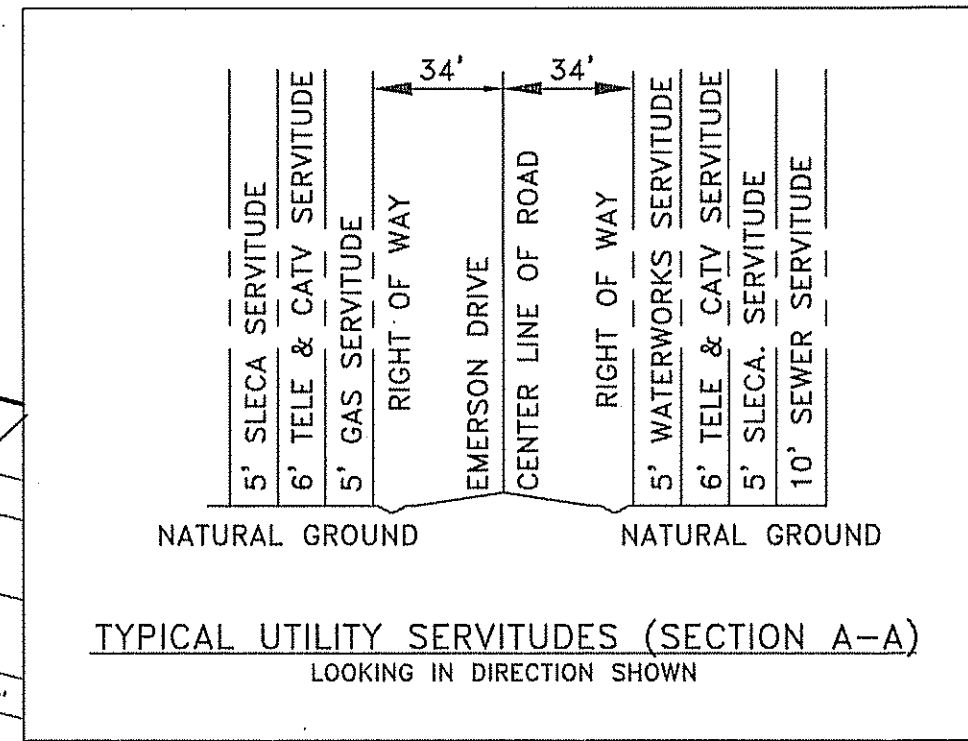 34' 34'
5' SLECA SERVITUDE
6' TELE & CATV SERVITUDE
5' GAS SERVITUDE
RIGHT OF WAY
EMERSON DRIVE
CENTER LINE OF ROAD
RIGHT OF WAY
5' WATERWORKS SERVITUDE
6' TELE & CATV SERVITUDE
5' SLECA. SERVITUDE
10' SEWER SERVITUDE
NATURAL GROUND NATURAL GROUND
TYPICAL UTILITY SERVITUDES (SECTION A-A)
LOOKING IN DIRECTION SHOWN